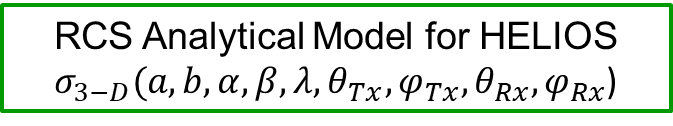 RCS Analytical Model for HELIOS
σ₃₋D(a, b, α, β, λ, θTx, φTx, θRx, φRx)